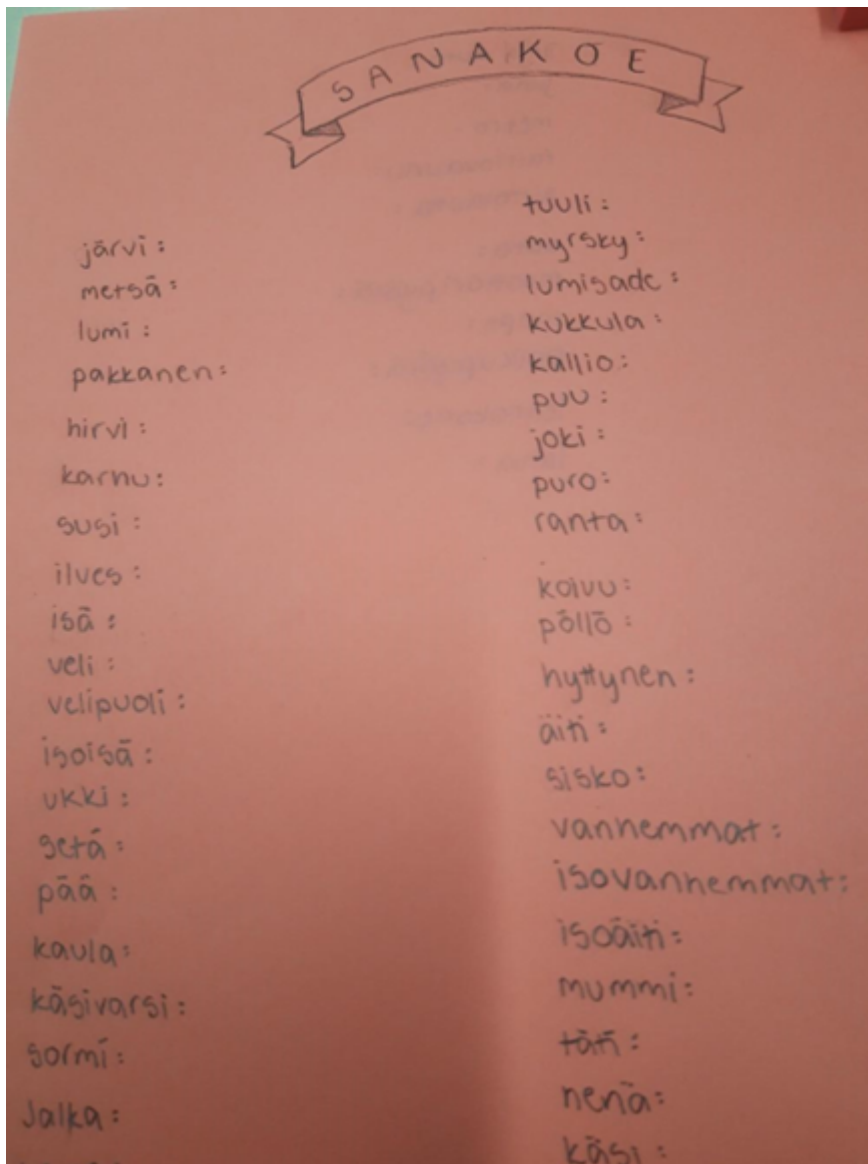 SANAKOE
järvi:
metsä:
lumi:
pakkanen:
hirvi:
karhu:
susi:
ilves:
isä:
veli:
velipuoli:
isoisä:
ukki:
setä:
pää:
kaula:
käsivarsi:
sormi:
Jalka:
tuuli:
myrsky:
lumisade:
kukkula:
kallio:
puu:
joki:
puro:
ranta:
koivu:
pöllö:
hyttynen:
äiti:
sisko:
vanhemmat:
isovanhemmat:
isoäiti:
mummi:
täti:
nenä:
käsi: